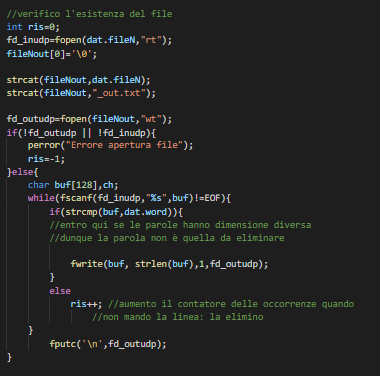 //verifico l'esistenza del file
int ris=0;
fd_inudp=fopen(dat.fileN,"rt");
fileNout[0]='\0';
strcat(fileNout,dat.fileN);
strcat(fileNout,"_out.txt");
fd_outudp=fopen(fileNout,"wt");
if(!fd_outudp || !fd_inudp){
perror("Errore apertura file");
ris=-1;
}else{
char buf[128],ch;
while(fscanf(fd_inudp,"%s",buf)!=EOF){
if(strcmp(buf,dat.word)){
//entro qui se le parole hanno dimensione diversa
//dunque la parola non è quella da eliminare
fwrite(buf, strlen(buf),1,fd_outudp);
}
else
ris++; //aumento il contatore delle occorrenze quando
//non mando la linea: la elimino
}
fputc('\n',fd_outudp);
}